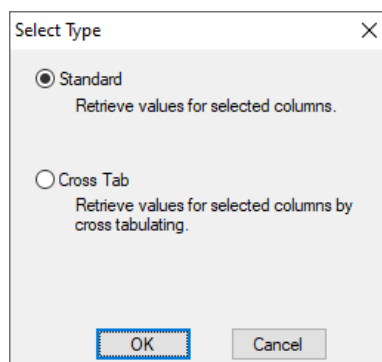 Select Type
Standard
Retrieve values for selected columns.
Cross Tab
Retrieve values for selected columns by
cross tabulating.
OK Cancel